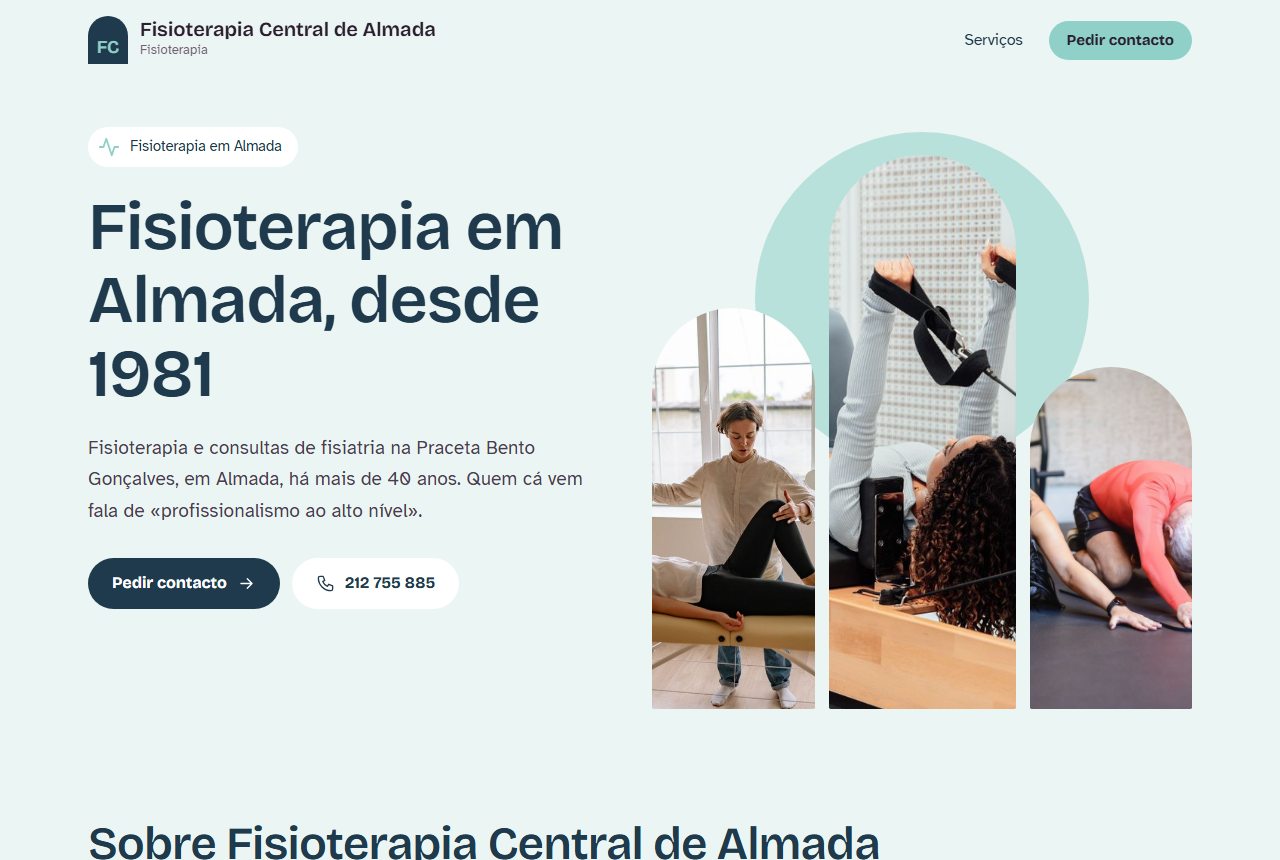 FC
Fisioterapia Central de Almada
Fisioterapia
Serviços
Pedir contacto
Fisioterapia em Almada
Fisioterapia em
Almada, desde
1981
Fisioterapia e consultas de fisiatria na Praceta Bento
Gonçalves, em Almada, há mais de 40 anos. Quem cá vem
fala de «profissionalismo ao alto nível».
Pedir contacto
212 755 885
Sobre Fisioterapia Central de Almada